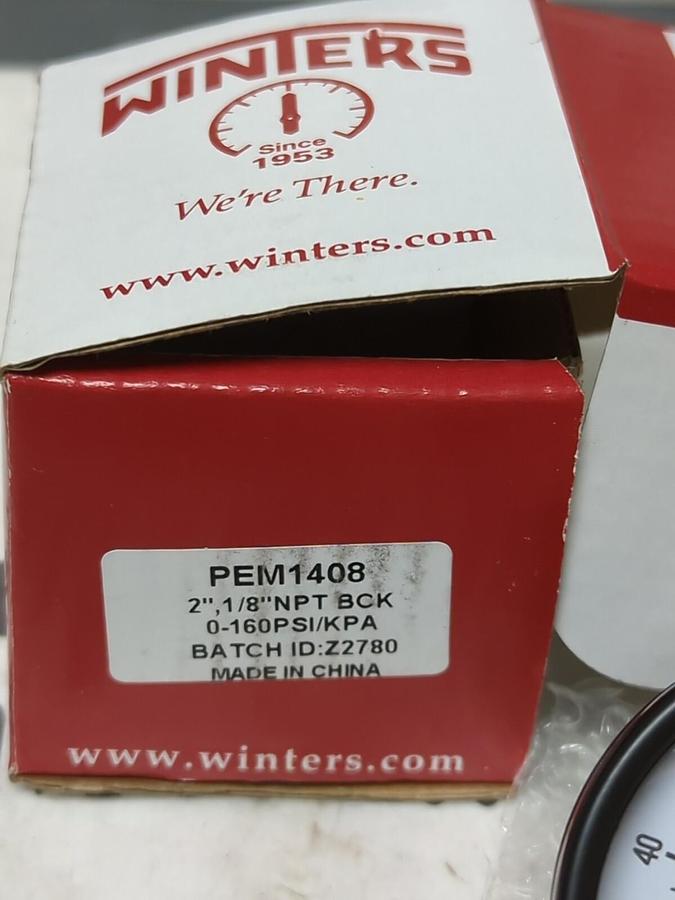 WINTERS
Since
1953
We're There.
www.winters.com
PEM1408
2",1/8"NPT BCK
0-160PSI/KPA
BATCH ID:Z2780
MADE IN CHINA
www.winters.com
40